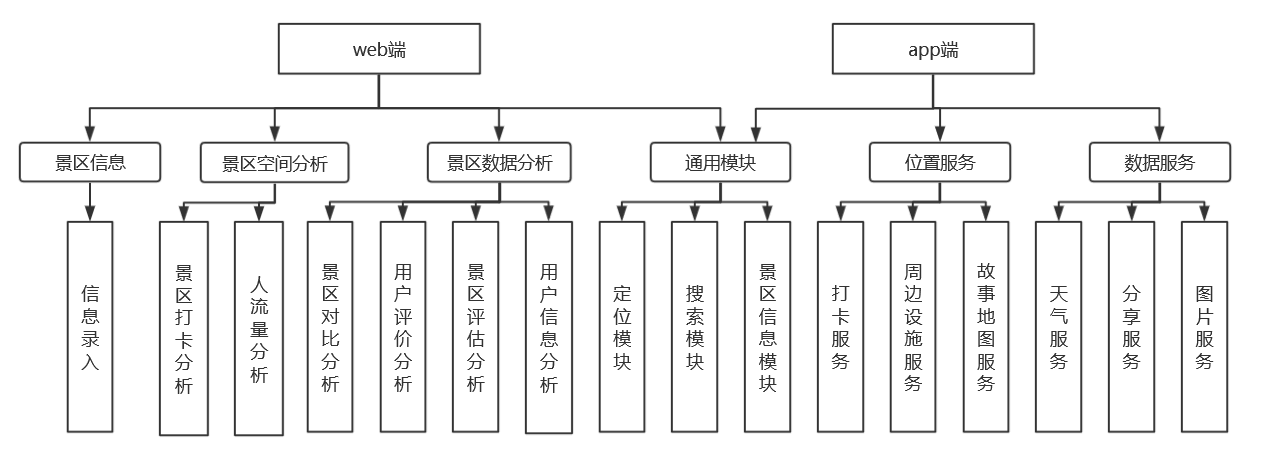 web端
app端
景区信息
景区空间分析
景区数据分析
通用模块
位置服务
数据服务
信息录入
景区打卡分析
人流量分析
景区对比分析
用户评价分析
景区评估分析
用户信息分析
定位模块
搜索模块
景区信息模块
打卡服务
周边设施服务
故事地图服务
天气服务
分享服务
图片服务